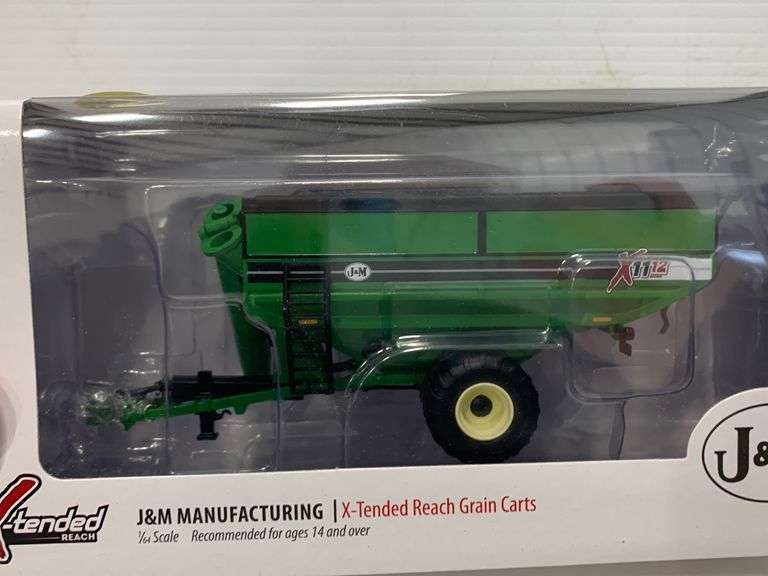 J&M
X1112
X-tended
REACH
J&M MANUFACTURING | X-Tended Reach Grain Carts
1/64 Scale Recommended for ages 14 and over
J&